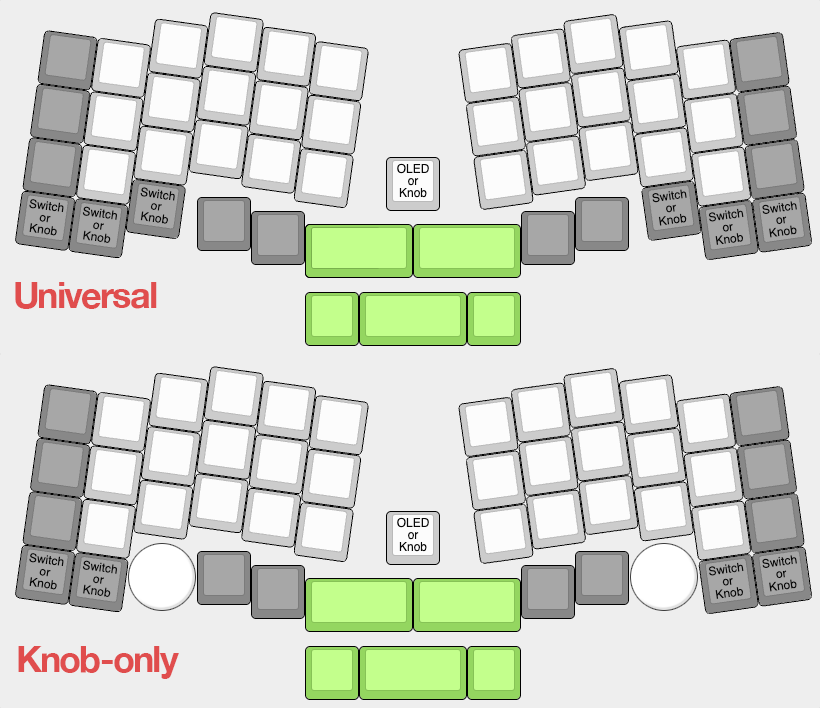 OLED
or
Knob
Switch
or
Knob
Switch
or
Knob
Switch
or
Knob
Switch
or
Knob
Switch
or
Knob
Switch
or
Knob
Universal
OLED
or
Knob
Switch
or
Knob
Switch
or
Knob
Switch
or
Knob
Switch
or
Knob
Knob-only